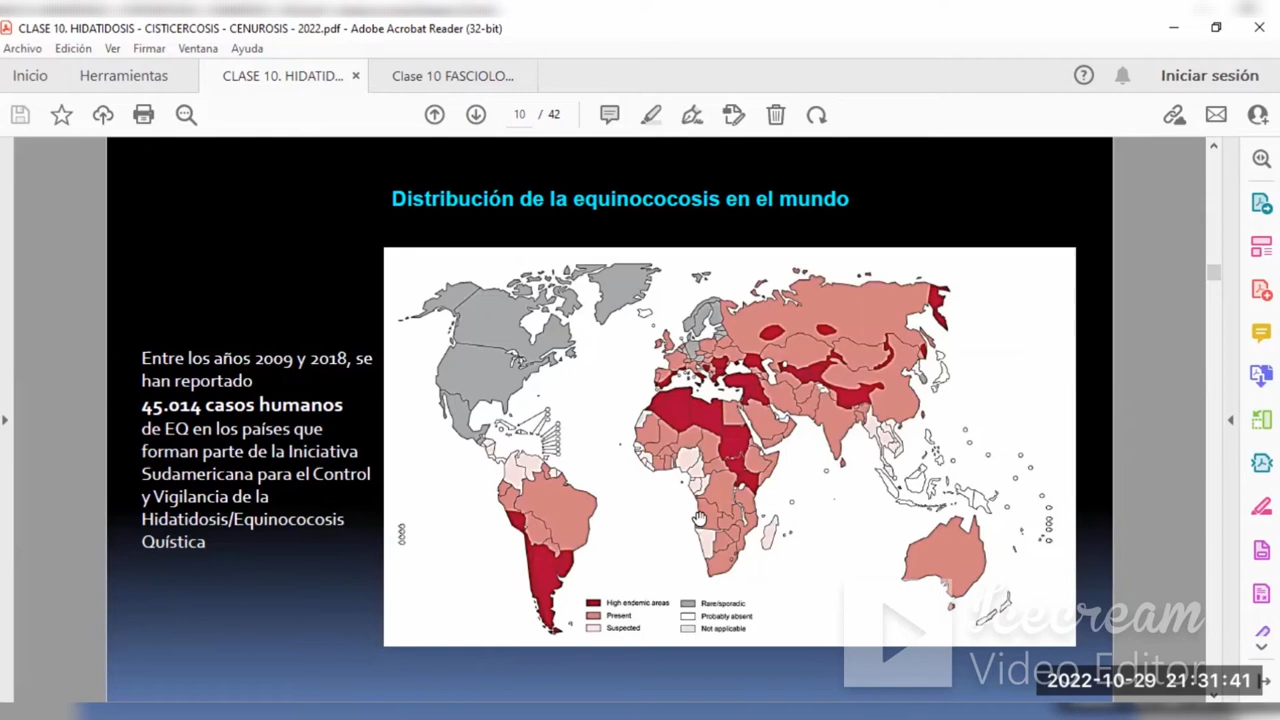 CLASE 10. HIDATIDOSIS - CISTICERCOSIS - CENUROSIS - 2022.pdf - Adobe Acrobat Reader (32-bit)
Archivo Edición Ver Firmar Ventana Ayuda
Inicio Herramientas CLASE 10. HIDATID... × Clase 10 FASCIOLO... Iniciar sesión
10 / 42
Distribución de la equinococosis en el mundo
Entre los años 2009 y 2018, se
han reportado
45.014 casos humanos
de EQ en los países que
forman parte de la Iniciativa
Sudamericana para el Control
y Vigilancia de la
Hidatidosis/Equinococosis
Quística
High endemic areas Rare/sporadic
Present Probably absent
Suspected Not applicable
Icecream
Video Editor
2022-10-29 21:31:41